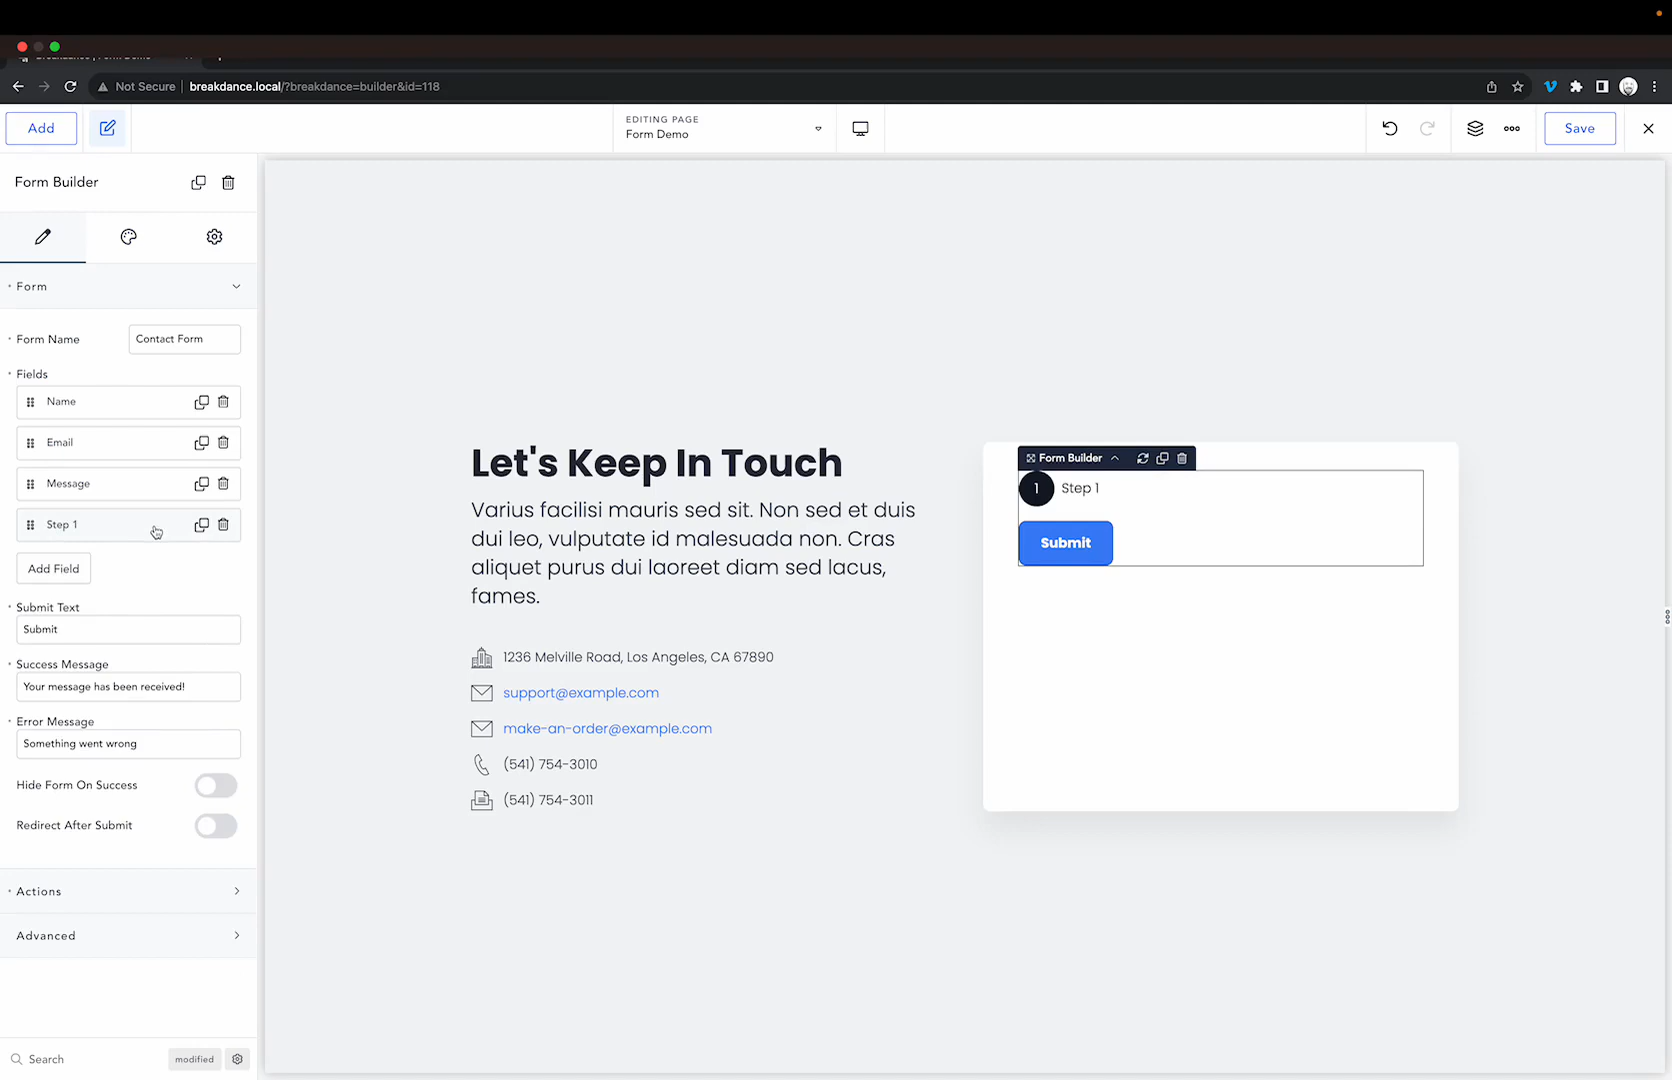 Not Secure
breakdance.local/?breakdance=builder&id=118
Add
EDITING PAGE
Form Demo
Save
Form Builder
Form
Form Name
Contact Form
Fields
Name
Email
Message
Step 1
Add Field
Submit Text
Submit
Success Message
Your message has been received!
Error Message
Something went wrong
Hide Form On Success
Redirect After Submit
Actions
Advanced
Search
modified
Let's Keep In Touch
Varius facilisi mauris sed sit. Non sed et duis
dui leo, vulputate id malesuada non. Cras
aliquet purus dui laoreet diam sed lacus,
fames.
1236 Melville Road, Los Angeles, CA 67890
support@example.com
make-an-order@example.com
(541) 754-3010
(541) 754-3011
Form Builder
1 Step 1
Submit